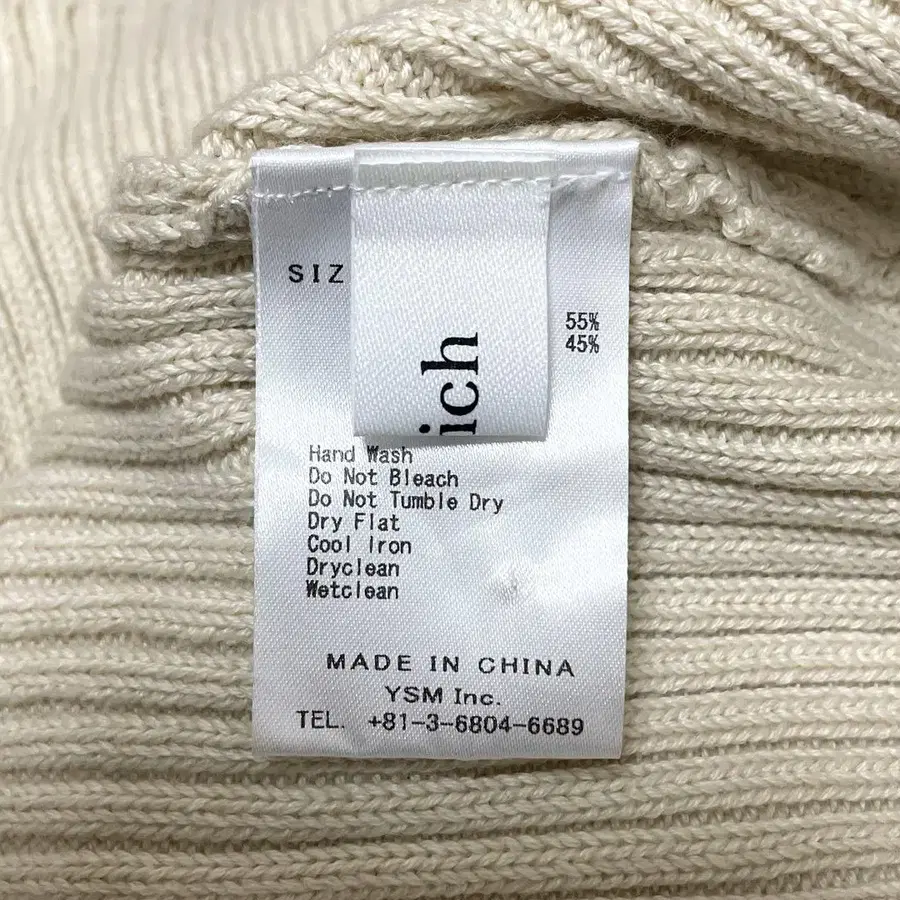 SIZ
55%
45%
ich
Hand Wash
Do Not Bleach
Do Not Tumble Dry
Dry Flat
Cool Iron
Dryclean
Wetclean
MADE IN CHINA
YSM Inc.
TEL. +81-3-6804-6689